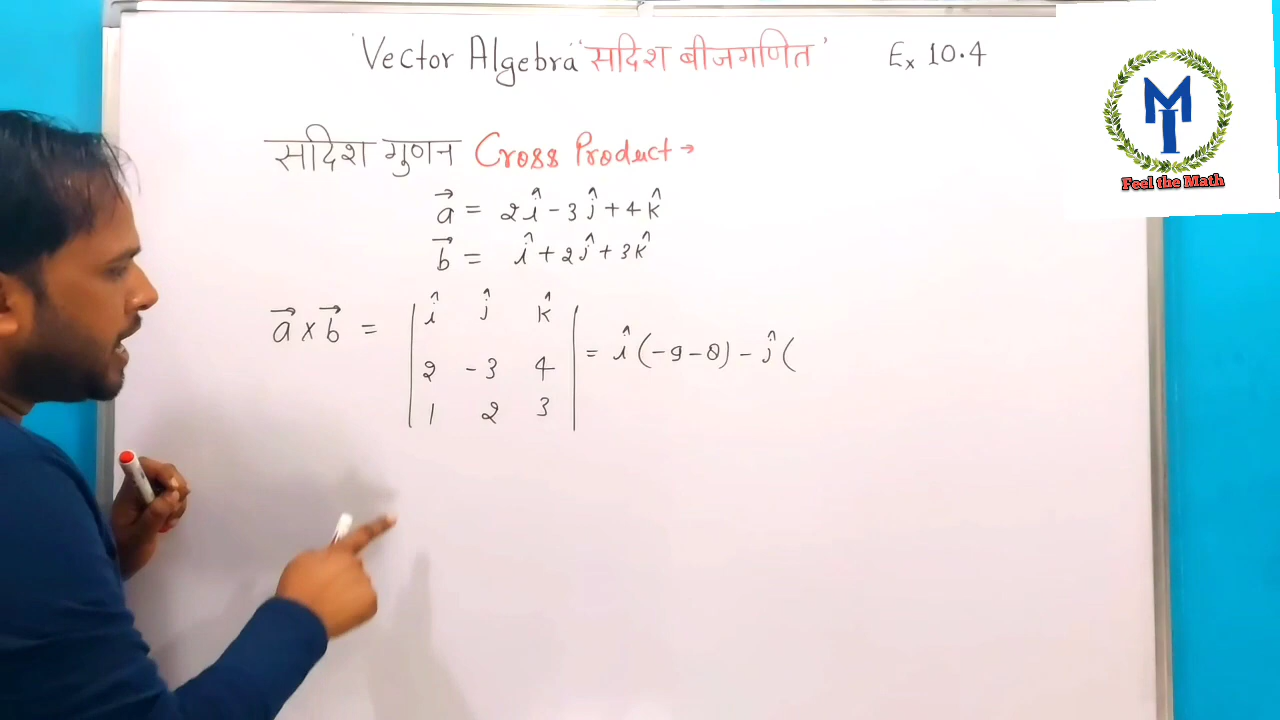 'Vector Algebra "सदिश बीजगणित' Ex 10.4
MI
Feel the Math
सदिश गुणन Cross Product →
a⃗ = 2î - 3ĵ + 4k̂
b⃗ = î + 2ĵ + 3k̂
a⃗ × b⃗ = | î ĵ k̂ | = î (-9-8) - ĵ (
2 -3 4
1 2 3